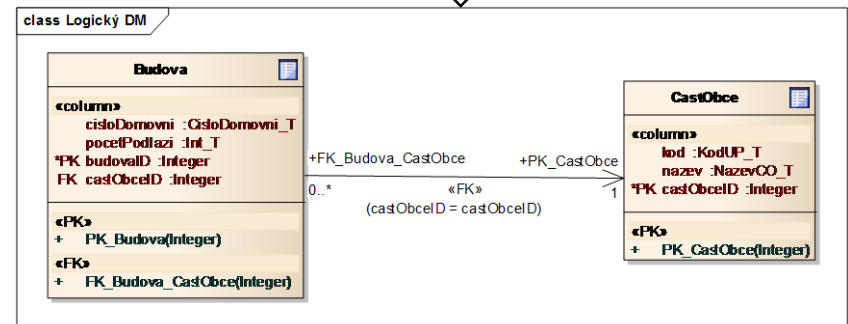 class Logický DM
Budova
«column»
cisloDomovni :CisloDomovni_T
pocetPodlazi :Int_T
*PK budovaID :Integer
FK castObceID :Integer
«PK»
+ PK_Budova(Integer)
«FK»
+ FK_Budova_CastObce(Integer)
+FK_Budova_CastObce
+PK_CastObce
0..*
«FK»
1
(castObceID = castObceID)
CastObce
«column»
kod :KodUP_T
nazev :NazevCO_T
*PK castObceID :Integer
«PK»
+ PK_CastObce(Integer)